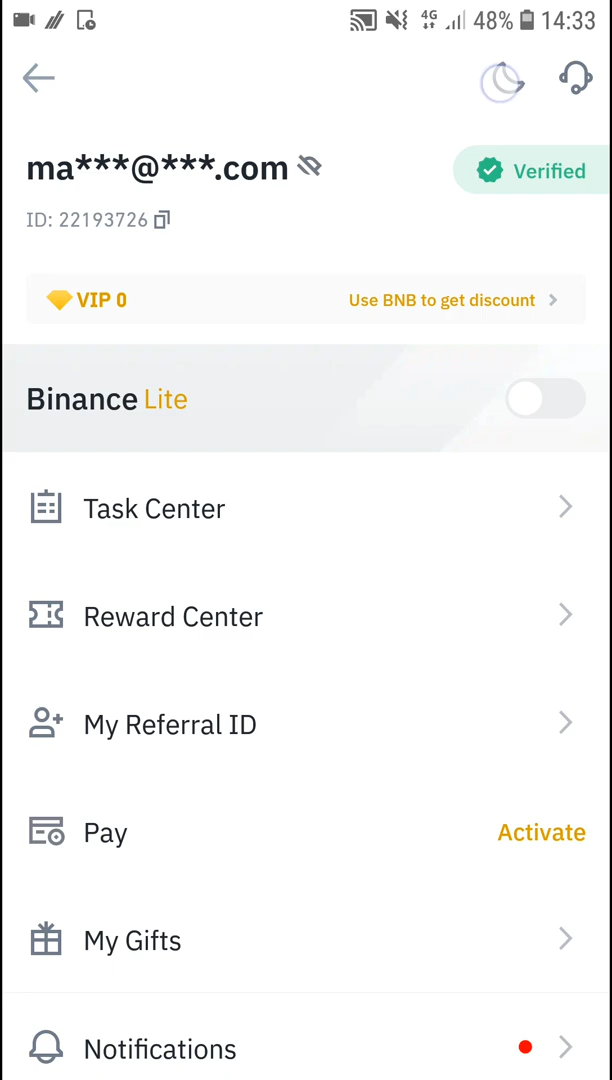 4G 48% 14:33
ma***@***.com
Verified
ID: 22193726
VIP 0 Use BNB to get discount
Binance Lite
Task Center
Reward Center
My Referral ID
Pay Activate
My Gifts
Notifications